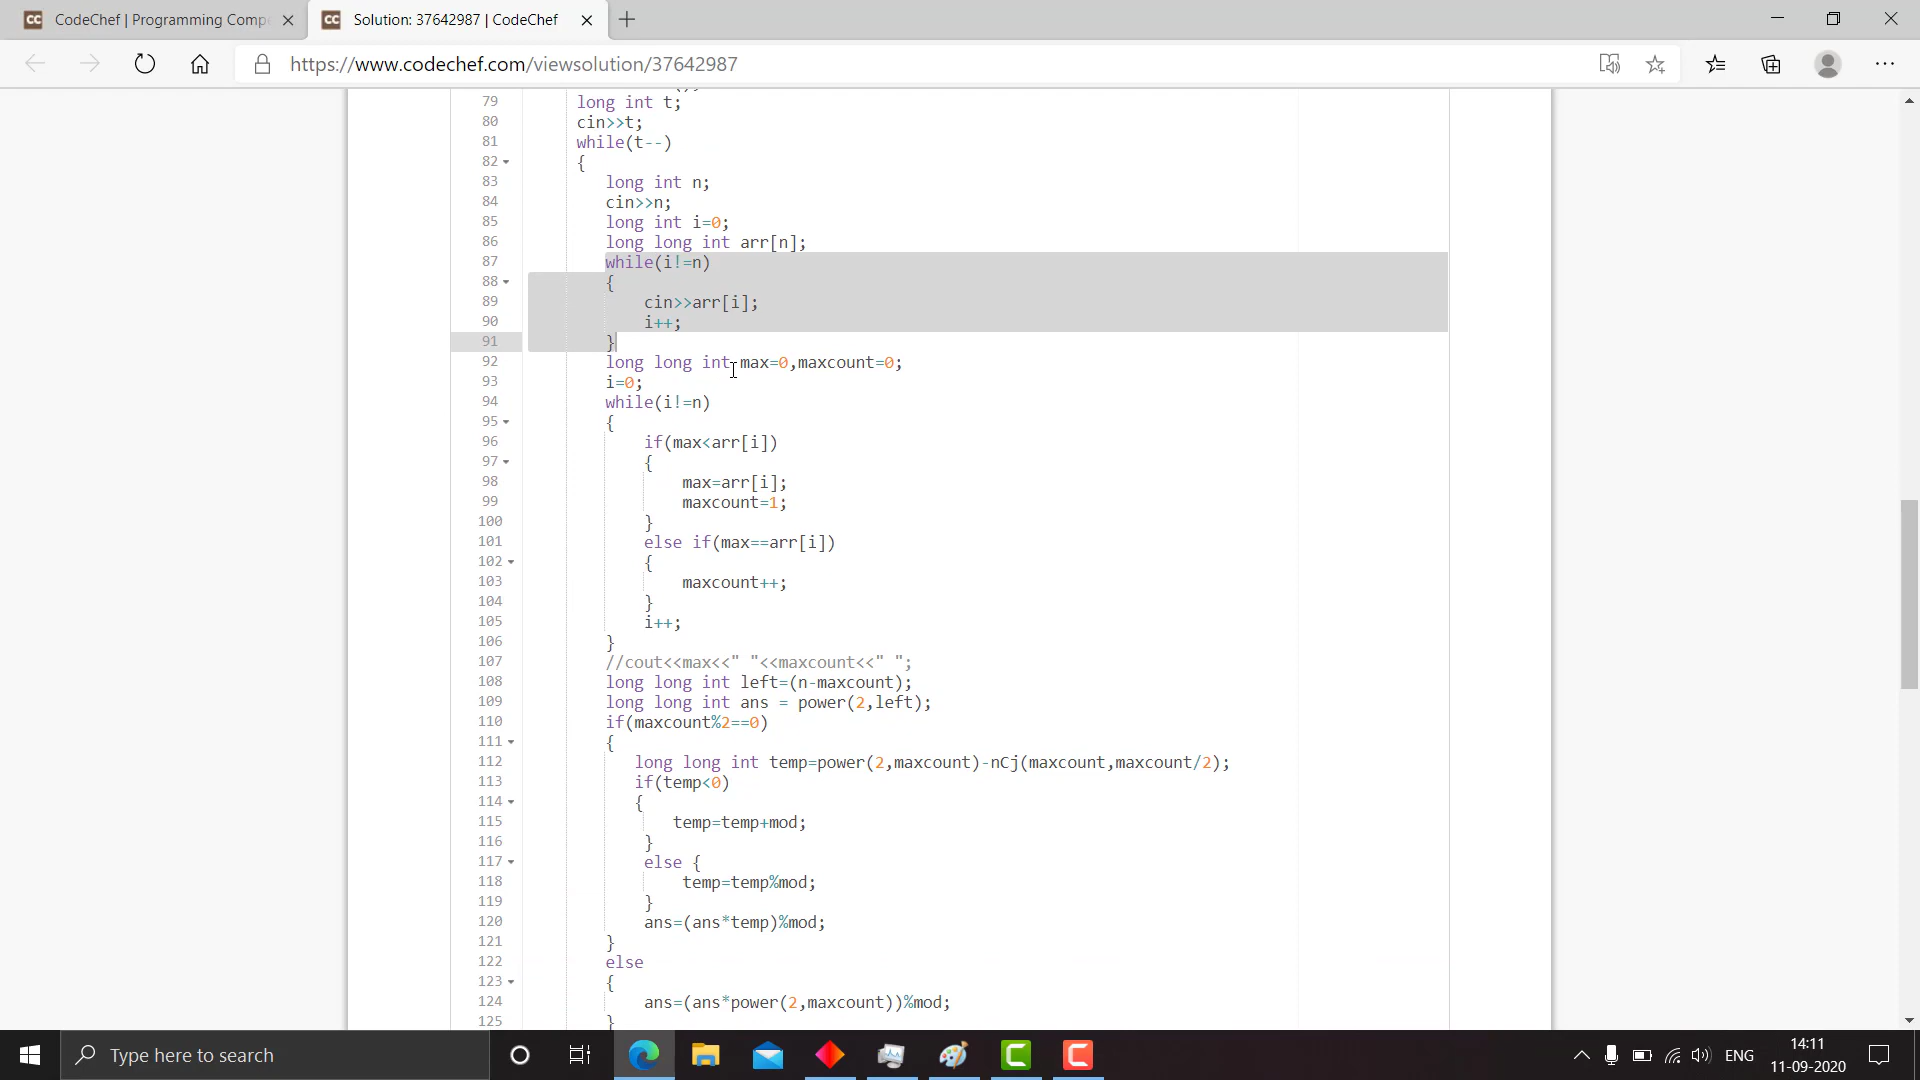 CodeChef | Programming Compe
Solution: 37642987 | CodeChef
https://www.codechef.com/viewsolution/37642987
79 long int t;
80 cin>>t;
81 while(t--)
82 {
83 long int n;
84 cin>>n;
85 long int i=0;
86 long long int arr[n];
87 while(i!=n)
88 {
89 cin>>arr[i];
90 i++;
91 }
92 long long int max=0,maxcount=0;
93 i=0;
94 while(i!=n)
95 {
96 if(max<arr[i])
97 {
98 max=arr[i];
99 maxcount=1;
100 }
101 else if(max==arr[i])
102 {
103 maxcount++;
104 }
105 i++;
106 }
107 //cout<<max<<" "<<maxcount<<" ";
108 long long int left=(n-maxcount);
109 long long int ans = power(2,left);
110 if(maxcount%2==0)
111 {
112 long long int temp=power(2,maxcount)-nCj(maxcount,maxcount/2);
113 if(temp<0)
114 {
115 temp=temp+mod;
116 }
117 else {
118 temp=temp%mod;
119 }
120 ans=(ans*temp)%mod;
121 }
122 else
123 {
124 ans=(ans*power(2,maxcount))%mod;
125 }
Type here to search
ENG
14:11
11-09-2020